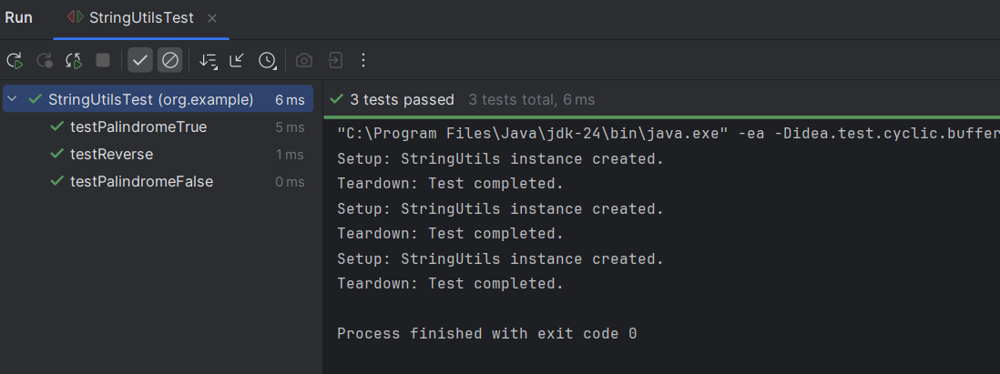 Run StringUtilsTest
StringUtilsTest (org.example) 6 ms
testPalindromeTrue 5 ms
testReverse 1 ms
testPalindromeFalse 0 ms
3 tests passed 3 tests total, 6 ms
"C:\Program Files\Java\jdk-24\bin\java.exe" -ea -Didea.test.cyclic.buffer
Setup: StringUtils instance created.
Teardown: Test completed.
Setup: StringUtils instance created.
Teardown: Test completed.
Setup: StringUtils instance created.
Teardown: Test completed.
Process finished with exit code 0